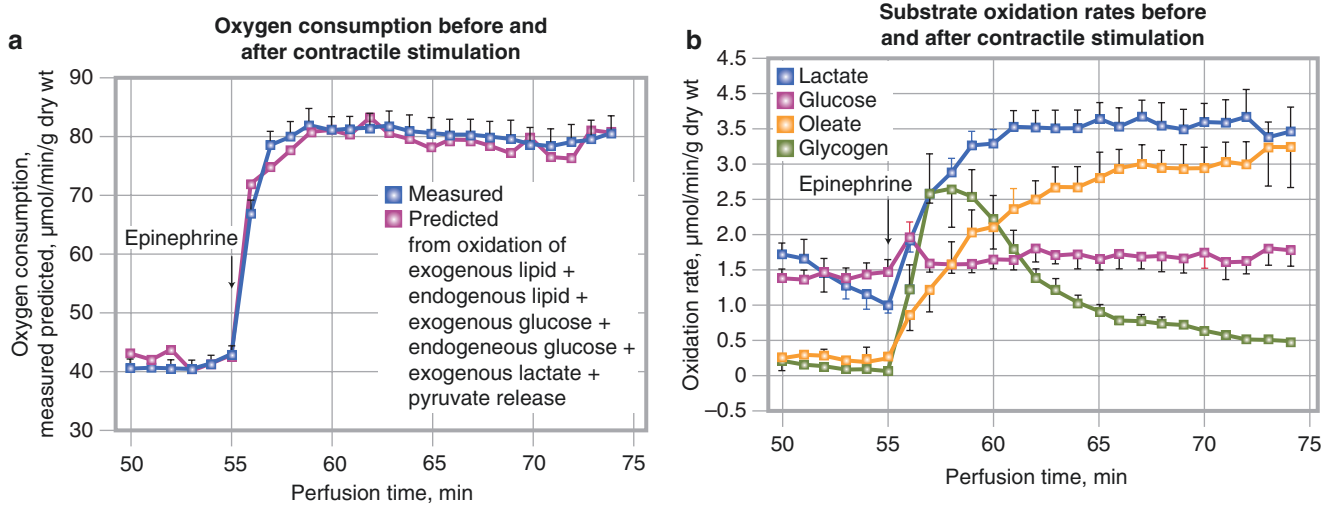 a
Oxygen consumption before and
after contractile stimulation
Oxygen consumption,
measured predicted, µmol/min/g dry wt
90
80
70
60
50
40
30
Epinephrine
Measured
Predicted
from oxidation of
exogenous lipid +
endogenous lipid +
exogenous glucose +
endogeneous glucose +
exogenous lactate +
pyruvate release
50
55
60
65
70
75
Perfusion time, min
b
Substrate oxidation rates before
and after contractile stimulation
Oxidation rate, µmol/min/g dry wt
4.5
4.5
3.5
3.0
2.5
2.0
1.5
1.0
0.5
0
–0.5
Lactate
Glucose
Oleate
Glycogen
Epinephrine
50
55
60
65
70
75
Perfusion time, min